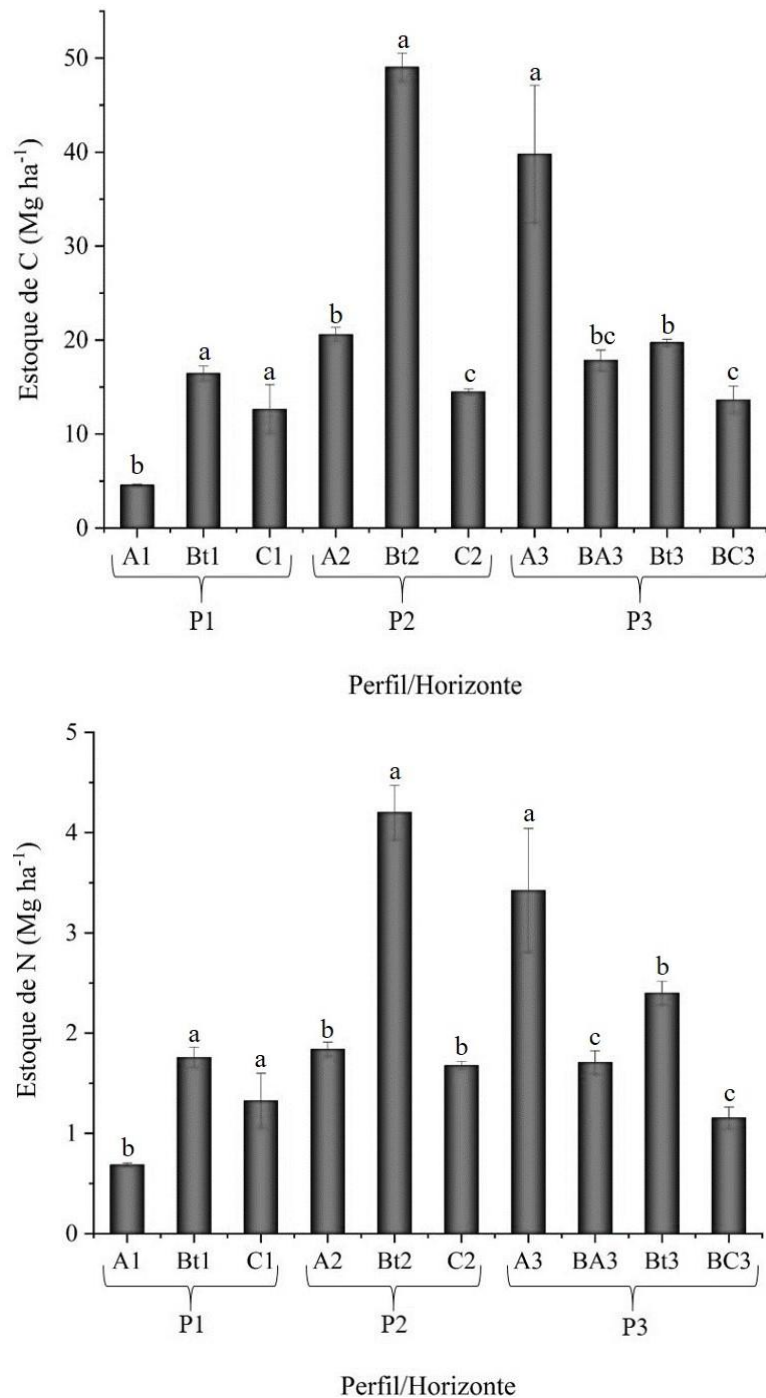 Estoque de C (Mg ha⁻¹)
50
40
30
20
10
0
b
a
a
b
a
c
a
bc
b
c
A1 Bt1 C1 A2 Bt2 C2 A3 BA3 Bt3 BC3
P1 P2 P3
Perfil/Horizonte
Estoque de N (Mg ha⁻¹)
5
4
3
2
1
0
b
a
a
b
a
b
a
c
b
c
A1 Bt1 C1 A2 Bt2 C2 A3 BA3 Bt3 BC3
P1 P2 P3
Perfil/Horizonte